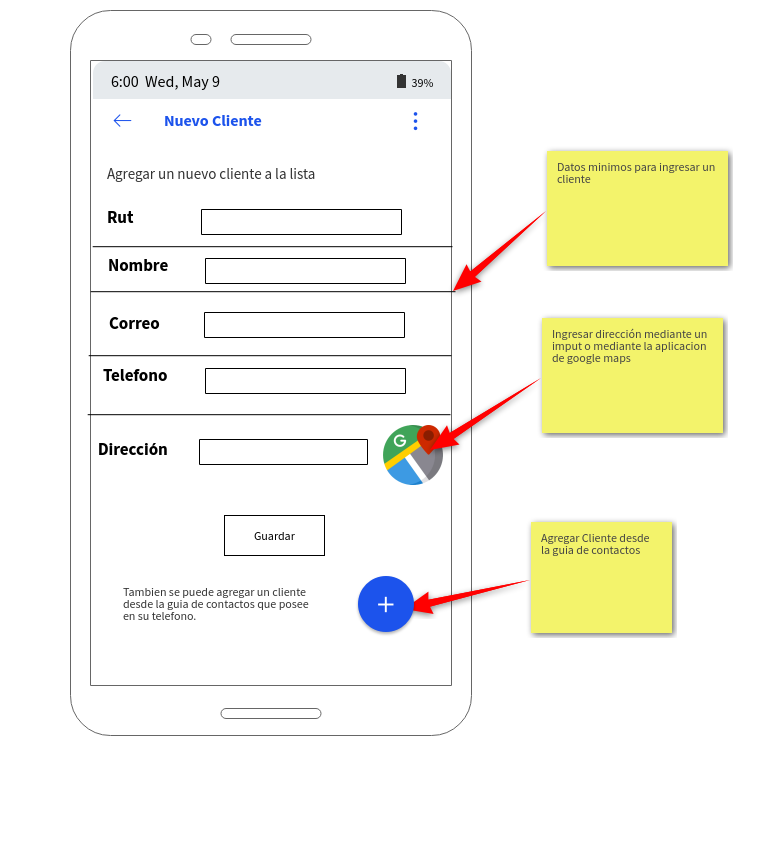 6:00 Wed, May 9
39%
Nuevo Cliente
Agregar un nuevo cliente a la lista
Rut
Nombre
Correo
Telefono
Dirección
G
Guardar
Tambien se puede agregar un cliente
desde la guia de contactos que posee
en su telefono.
Datos minimos para ingresar un
cliente
Ingresar dirección mediante un
imput o mediante la aplicacion
de google maps
Agregar Cliente desde
la guia de contactos